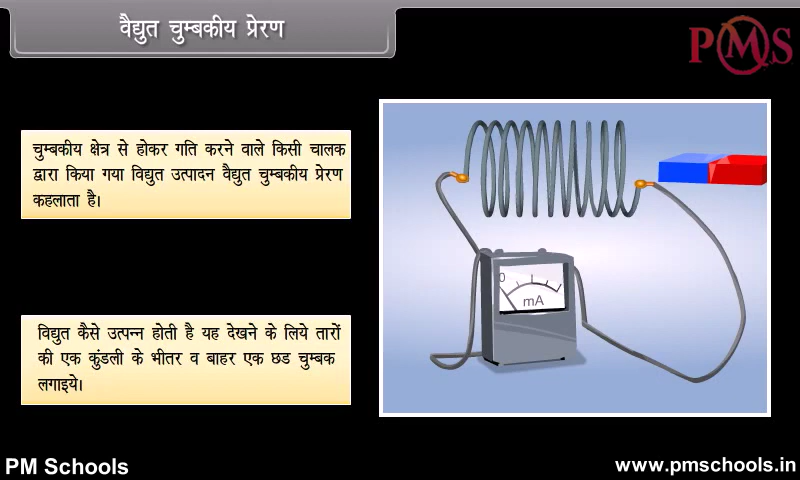 वैद्युत चुम्बकीय प्रेरण
PMS
चुम्बकीय क्षेत्र से होकर गति करने वाले किसी चालक
द्वारा किया गया विद्युत उत्पादन वैद्युत चुम्बकीय प्रेरण
कहलाता है।
0
mA
विद्युत कैसे उत्पन्न होती है यह देखने के लिये तारों
की एक कुंडली के भीतर व बाहर एक छड चुम्बक
लगाइये।
PM Schools
www.pmschools.in